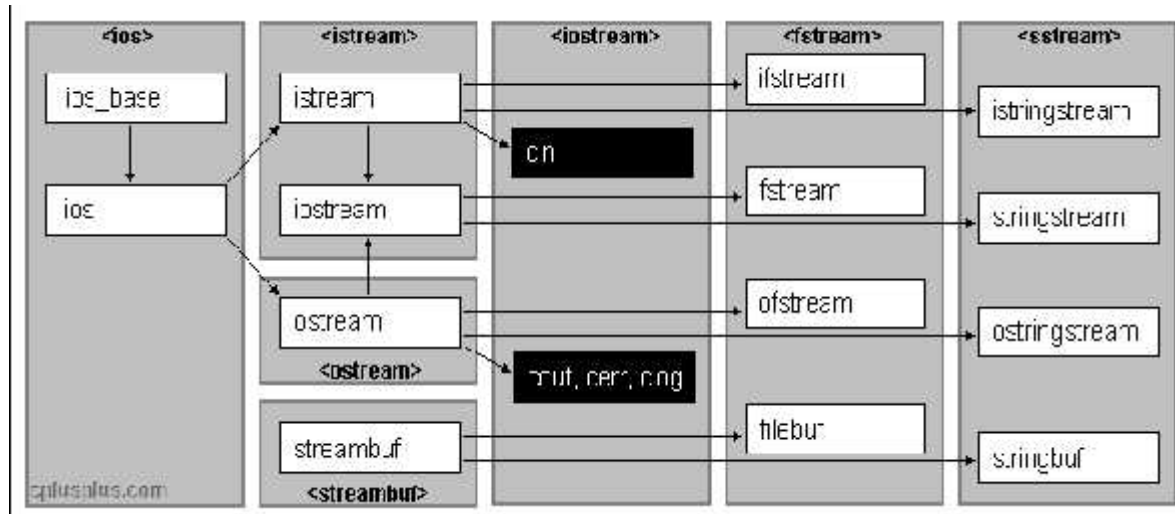 <ios>
ios_base
ios
cplusplus.com
<istream>
istream
iostream
ostream
<ostream>
streambuf
<streambuf>
<iostream>
cin
cout, cerr, clog
<fstream>
ifstream
fstream
ofstream
filebuf
<sstream>
istringstream
stringstream
ostringstream
stringbuf